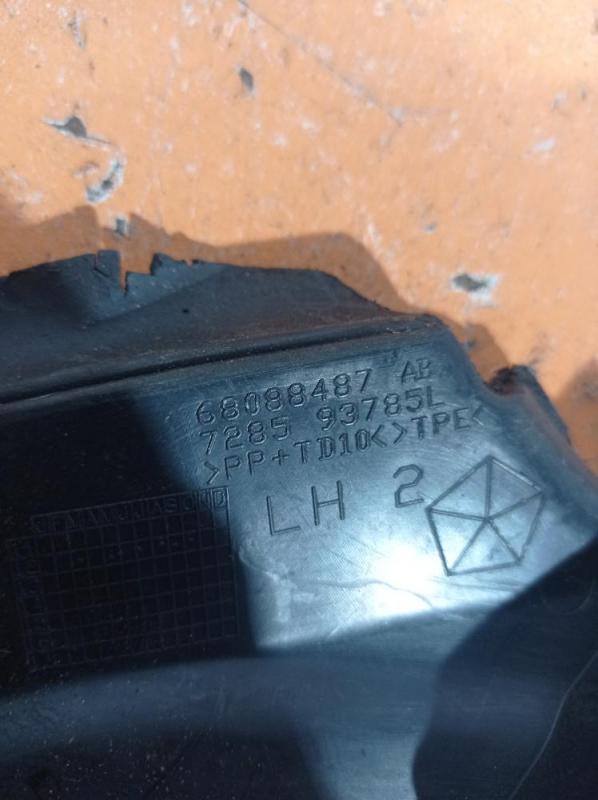 68088487 AB
7285 93785L
>PP+TD10<>TPE<
LH 2